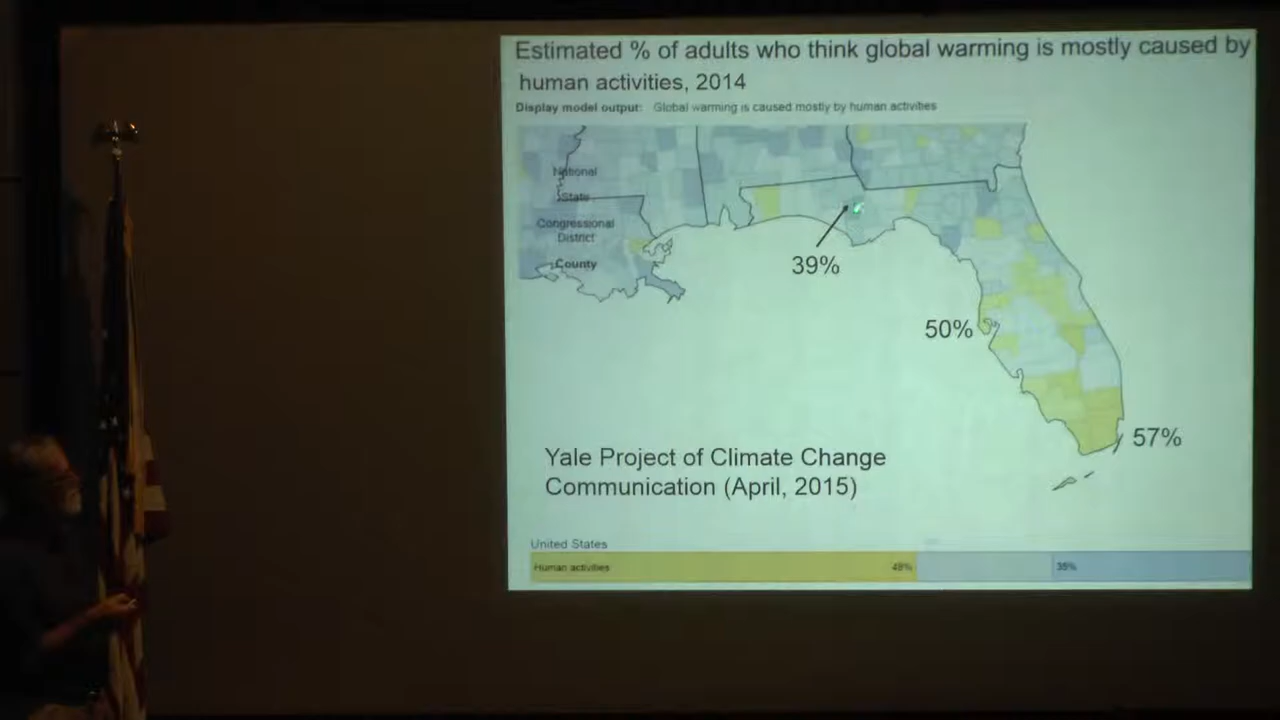 Estimated % of adults who think global warming is mostly caused by
human activities, 2014
Display model output: Global warming is caused mostly by human activities
National
State
Congressional
District
County
39%
50%
57%
Yale Project of Climate Change
Communication (April, 2015)
United States
Human activities 48% 35%